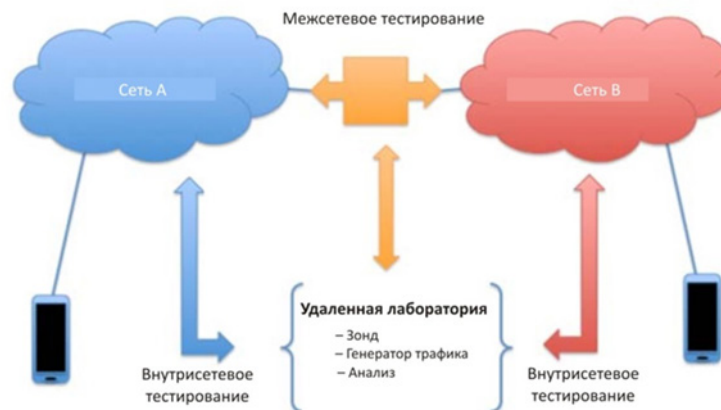 Межсетевое тестирование
Сеть A
Сеть B
Удаленная лаборатория
– Зонд
– Генератор трафика
– Анализ
Внутрисетевое
тестирование
Внутрисетевое
тестирование